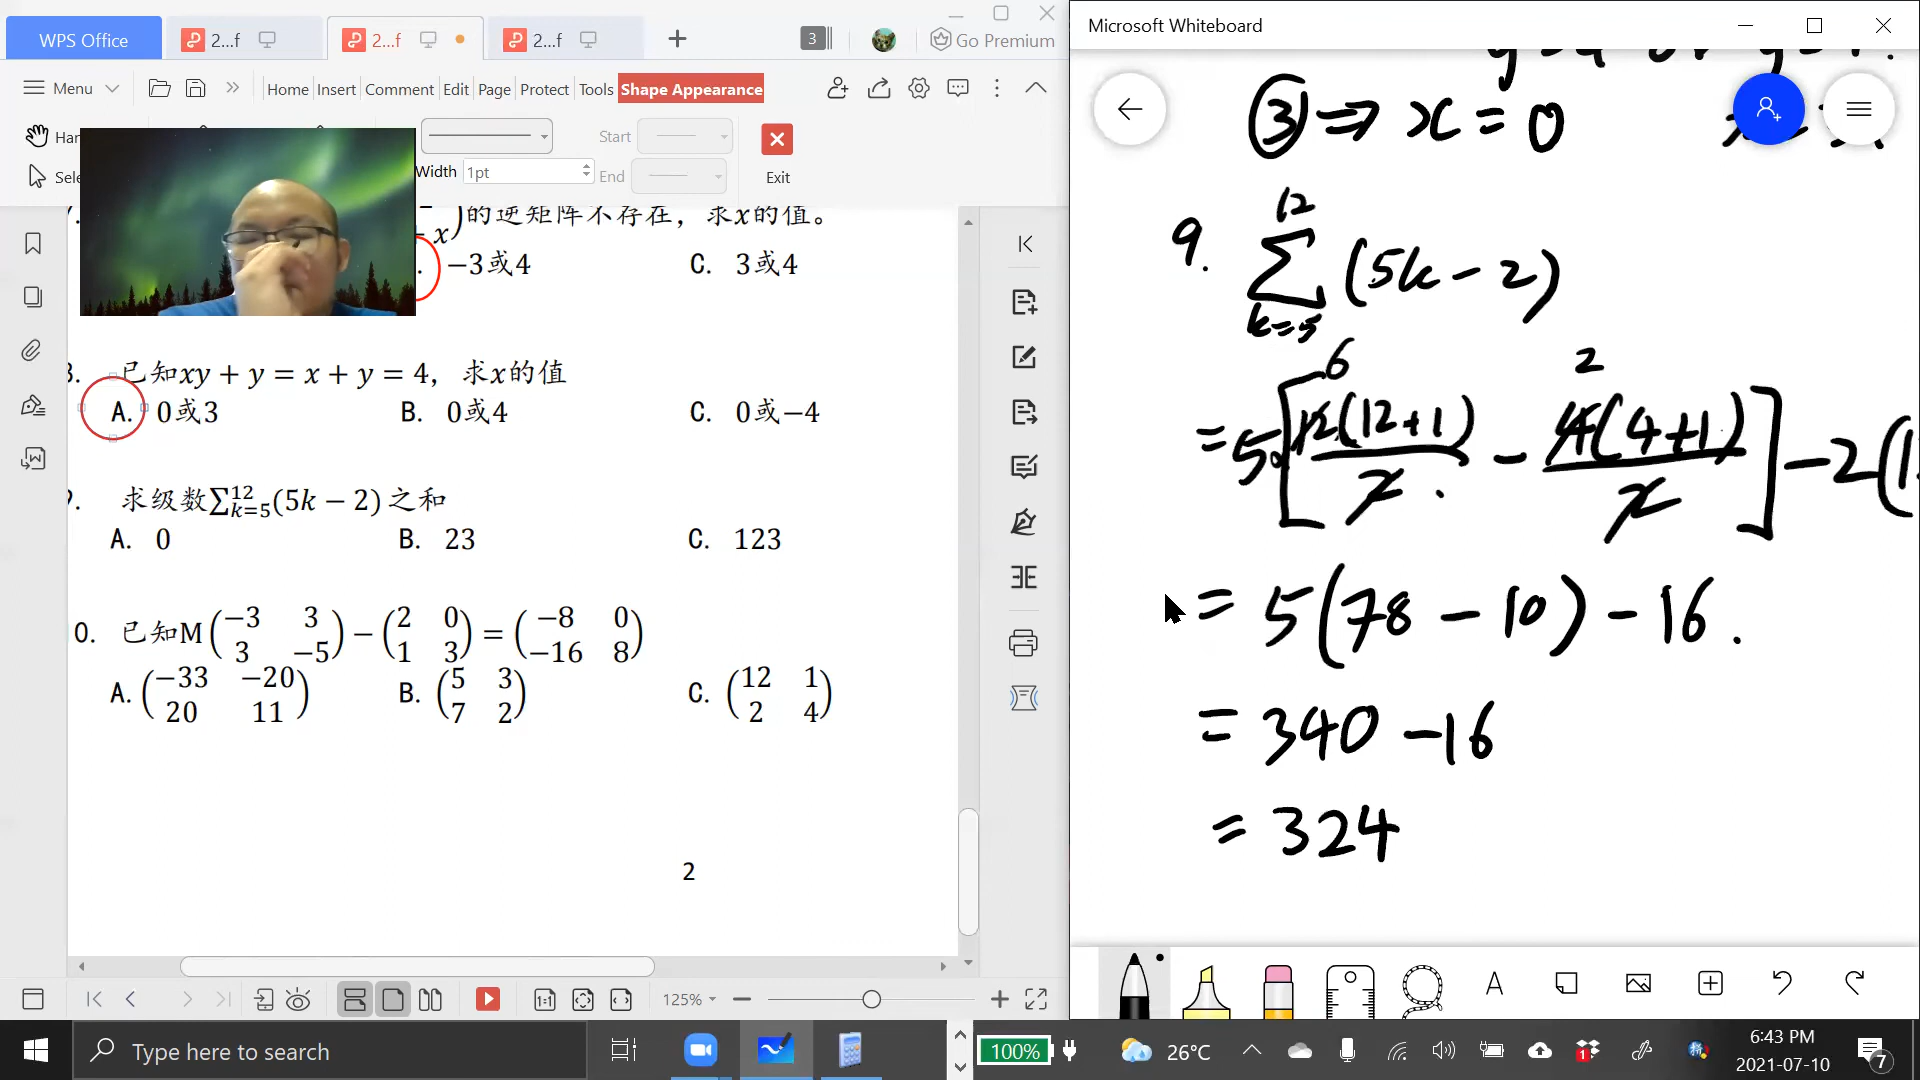 WPS Office
2...f
2...f
2...f
3
Go Premium
Menu
Home Insert Comment Edit Page Protect Tools Shape Appearance
Start
Width 1pt
End
Exit
的逆矩阵不存在，求x的值。
−3或4
C. 3或4
已知xy + y = x + y = 4，求x的值
A. 0或3
B. 0或4
C. 0或−4
求级数∑_{k=5}^{12}(5k − 2)之和
A. 0
B. 23
C. 123
0. 已知M(−3 3; 3 −5) − (2 0; 1 3) = (−8 0; −16 8)
A. (−33 −20; 20 11)
B. (5 3; 7 2)
C. (12 1; 2 4)
2
125%
Microsoft Whiteboard
③ ⇒ x = 0
9. ∑_{k=5}^{12} (5k − 2)
= 5[12(12+1)/2 − 4(4+1)/2] − 2(1
6
2
= 5(78 − 10) − 16.
= 340 − 16
= 324
Type here to search
100%
26°C
6:43 PM
2021-07-10
7